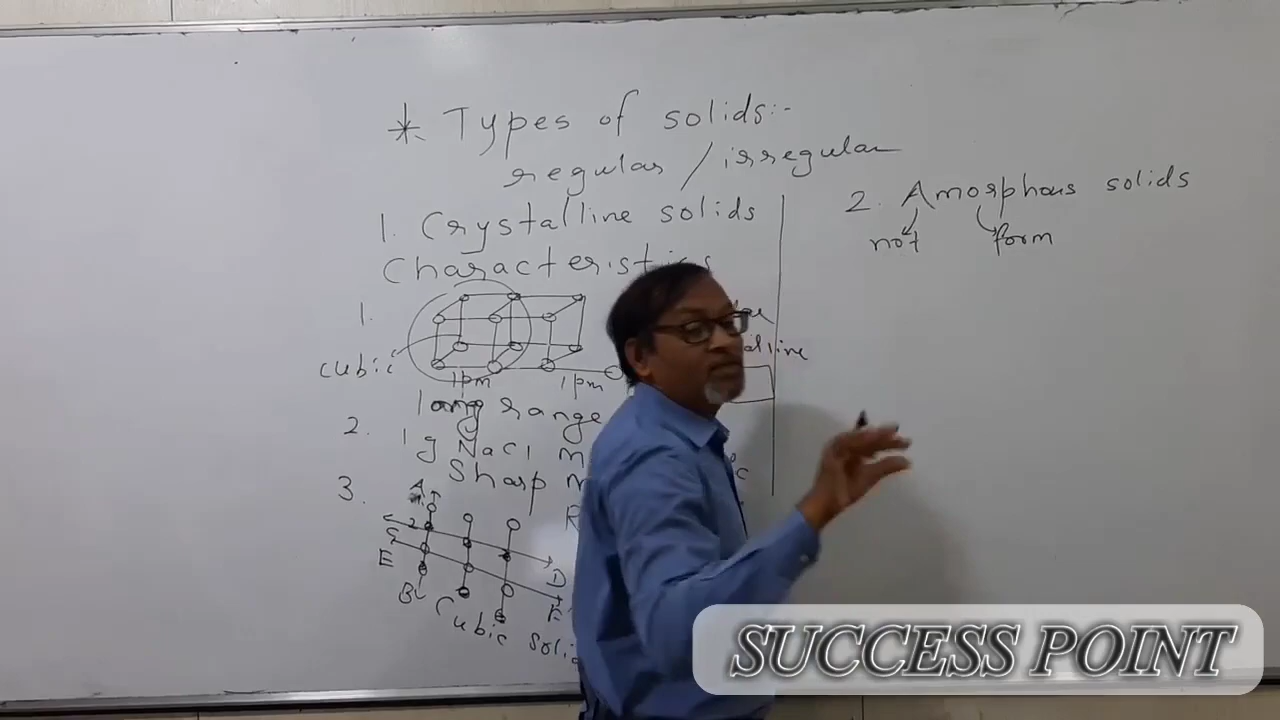 * Types of solids:-
regular / irregular
1. Crystalline solids
Characteristics
1.
cubic
1pm 1pm
2. long range
1g NaCl m
3. Sharp m
A
C
E
B
D
F
Cubic soli
2. Amorphous solids
not form
SUCCESS POINT